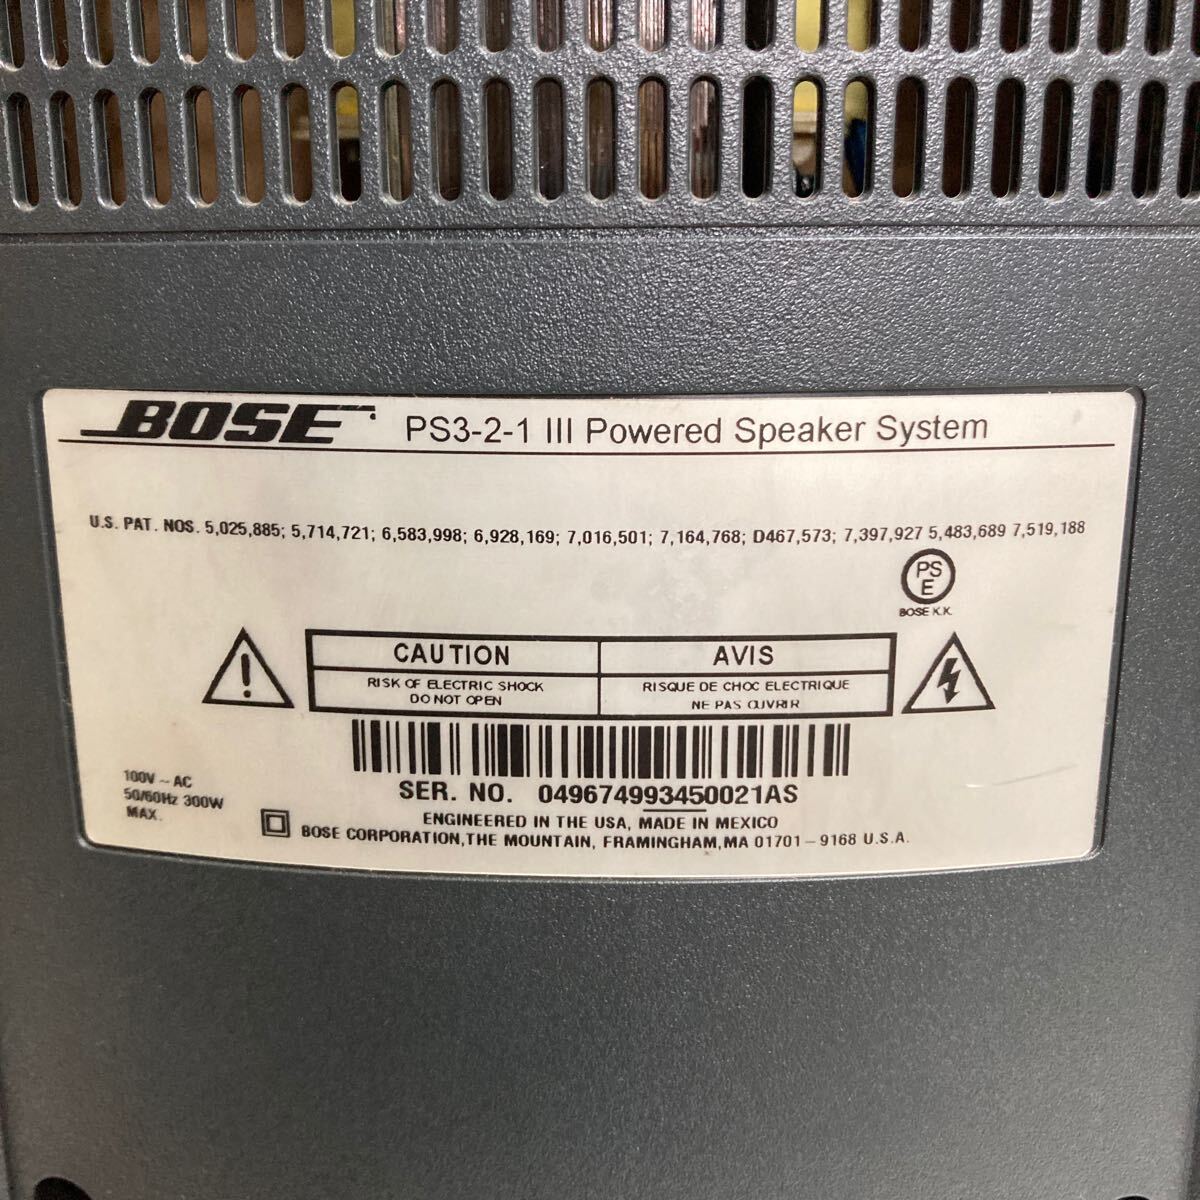 BOSE PS3-2-1 III Powered Speaker System
U.S. PAT. NOS. 5,025,885; 5,714,721; 6,583,998; 6,928,169; 7,016,501; 7,164,768; D467,573; 7,397,927 5,483,689 7,519,188
PS
E
BOSE K.K.
CAUTION
RISK OF ELECTRIC SHOCK
DO NOT OPEN
AVIS
RISQUE DE CHOC ELECTRIQUE
NE PAS OUVRIR
SER. NO. 049674993450021AS
100V ~ AC
50/60Hz 300W
MAX.
ENGINEERED IN THE USA, MADE IN MEXICO
BOSE CORPORATION,THE MOUNTAIN, FRAMINGHAM,MA 01701-9168 U.S.A.